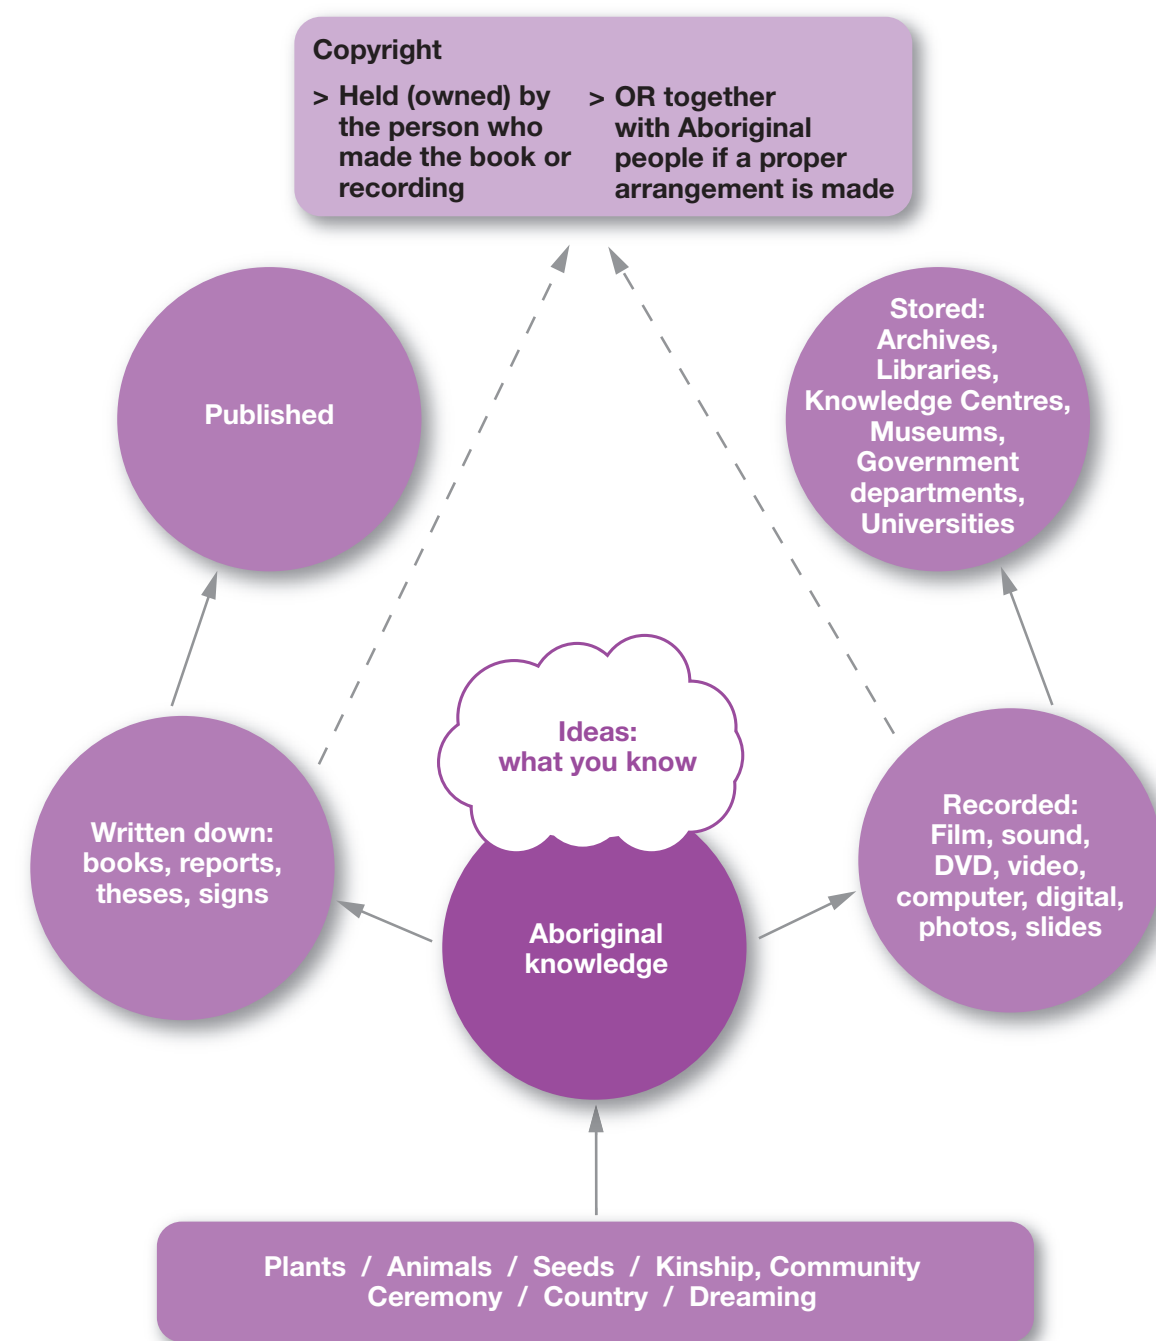 Copyright
> Held (owned) by
the person who
made the book or
recording
> OR together
with Aboriginal
people if a proper
arrangement is made
Published
Stored:
Archives,
Libraries,
Knowledge Centres,
Museums,
Government
departments,
Universities
Ideas:
what you know
Written down:
books, reports,
theses, signs
Aboriginal
knowledge
Recorded:
Film, sound,
DVD, video,
computer, digital,
photos, slides
Plants / Animals / Seeds / Kinship, Community
Ceremony / Country / Dreaming